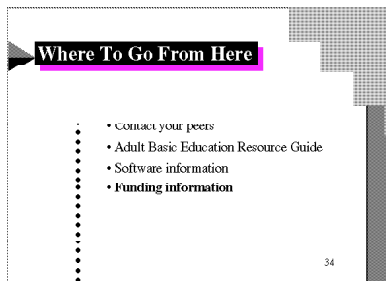 Where To Go From Here
• Contact your peers
• Adult Basic Education Resource Guide
• Software information
• Funding information
34